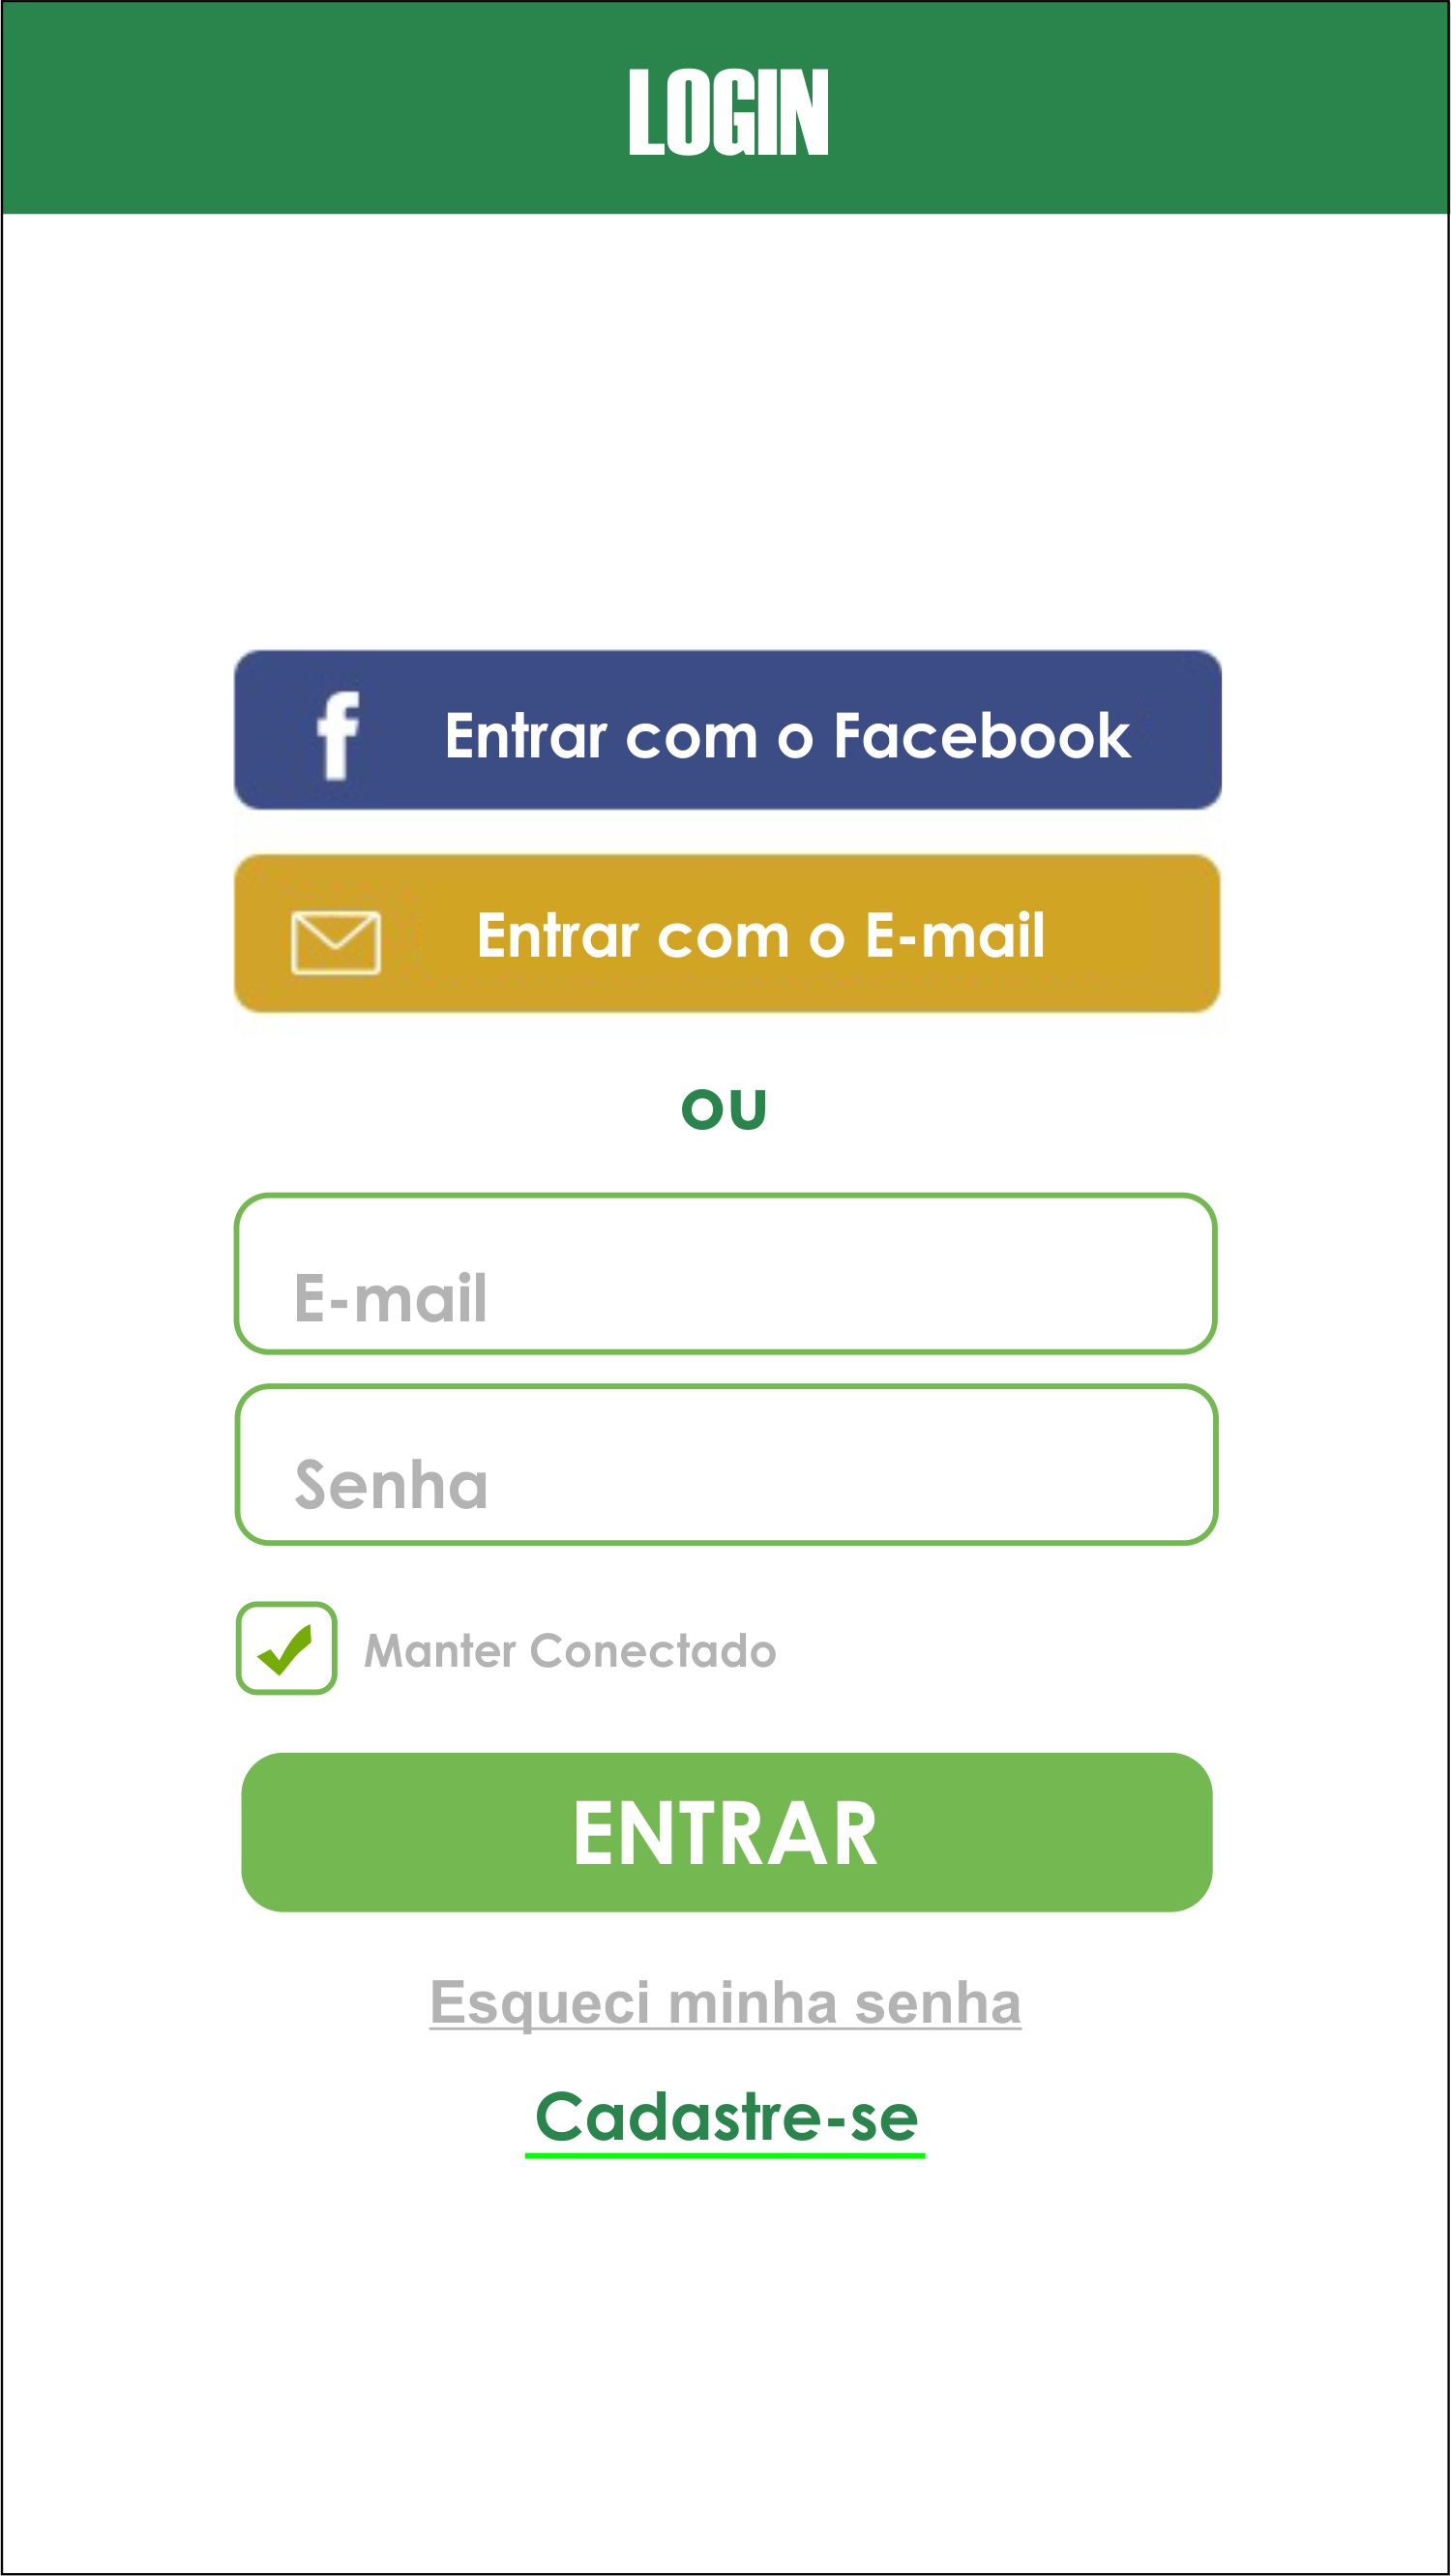 LOGIN
Entrar com o Facebook
Entrar com o E-mail
ou
E-mail
Senha
Manter Conectado
ENTRAR
Esqueci minha senha
Cadastre-se